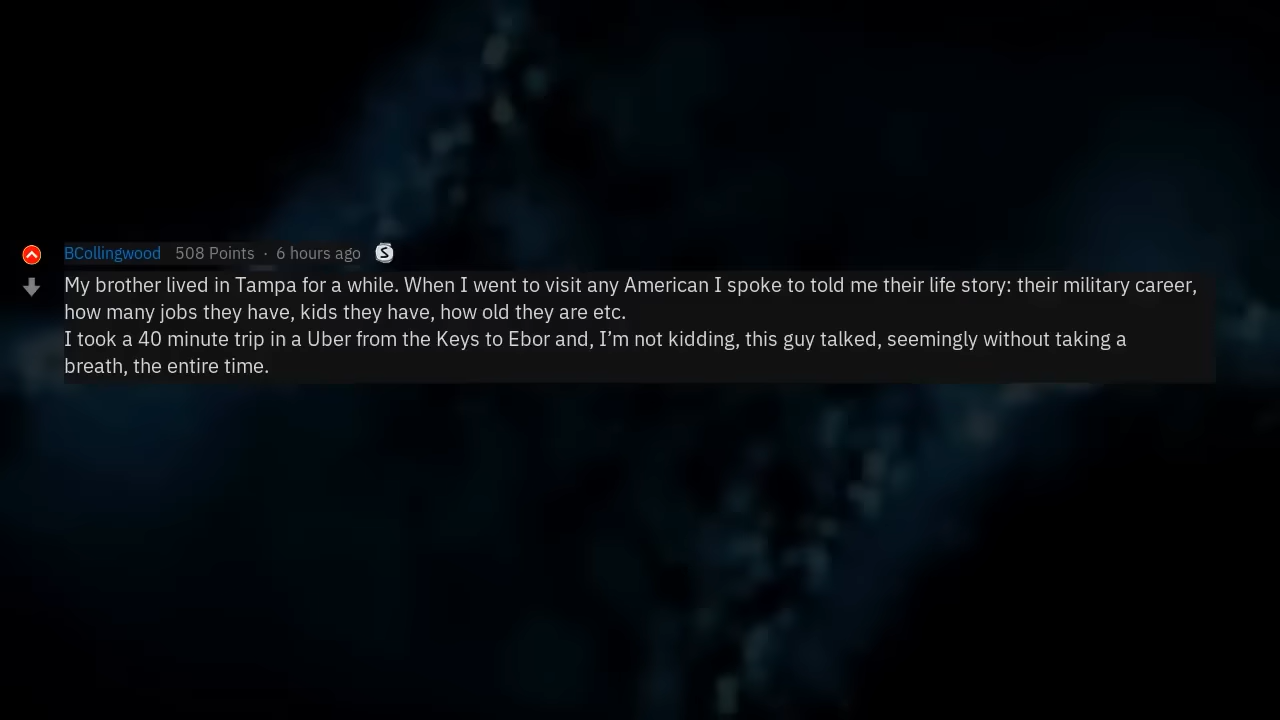 BCollingwood 508 Points · 6 hours ago S
My brother lived in Tampa for a while. When I went to visit any American I spoke to told me their life story: their military career,
how many jobs they have, kids they have, how old they are etc.
I took a 40 minute trip in a Uber from the Keys to Ebor and, I’m not kidding, this guy talked, seemingly without taking a
breath, the entire time.